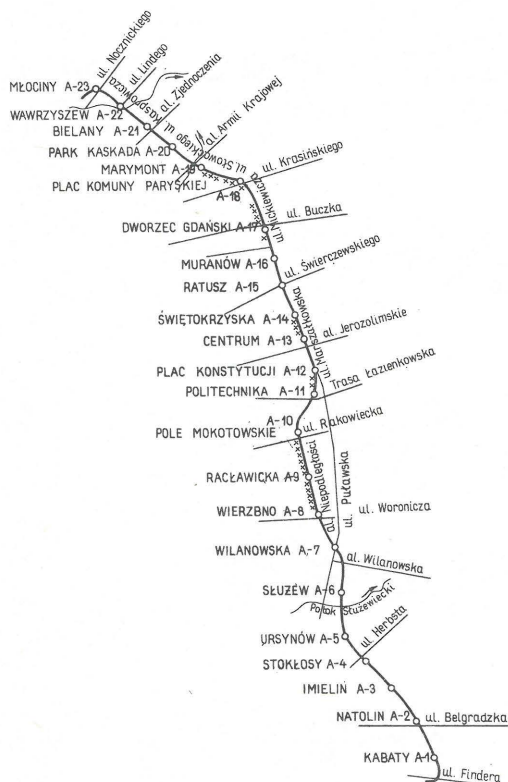 ul. Nocznickiego
ul. Lindego
MŁOCINY A-23
ul. Kasprowicza
al. Zjednoczenia
WAWRZYSZEW A-22
BIELANY A-21
ul. Słowackiego
al. Armii Krajowej
PARK KASKADA A-20
MARYMONT A-19
ul. Krasińskiego
PLAC KOMUNY PARYSKIEJ
A-18
ul. Mickiewicza
ul. Buczka
DWORZEC GDAŃSKI A-17
MURANÓW A-16
ul. Świerczewskiego
RATUSZ A-15
ul. Marszałkowska
ŚWIĘTOKRZYSKA A-14
al. Jerozolimskie
CENTRUM A-13
PLAC KONSTYTUCJI A-12
Trasa Łazienkowska
POLITECHNIKA A-11
A-10
ul. Rakowiecka
POLE MOKOTOWSKIE
al. Niepodległości
ul. Puławska
RACŁAWICKA A-9
WIERZBNO A-8
ul. Woronicza
WILANOWSKA A-7
al. Wilanowska
SŁUŻEW A-6
Potok Służewiecki
URSYNÓW A-5
ul. Herbsta
STOKŁOSY A-4
IMIELIN A-3
NATOLIN A-2
ul. Belgradzka
KABATY A-1
ul. Findera